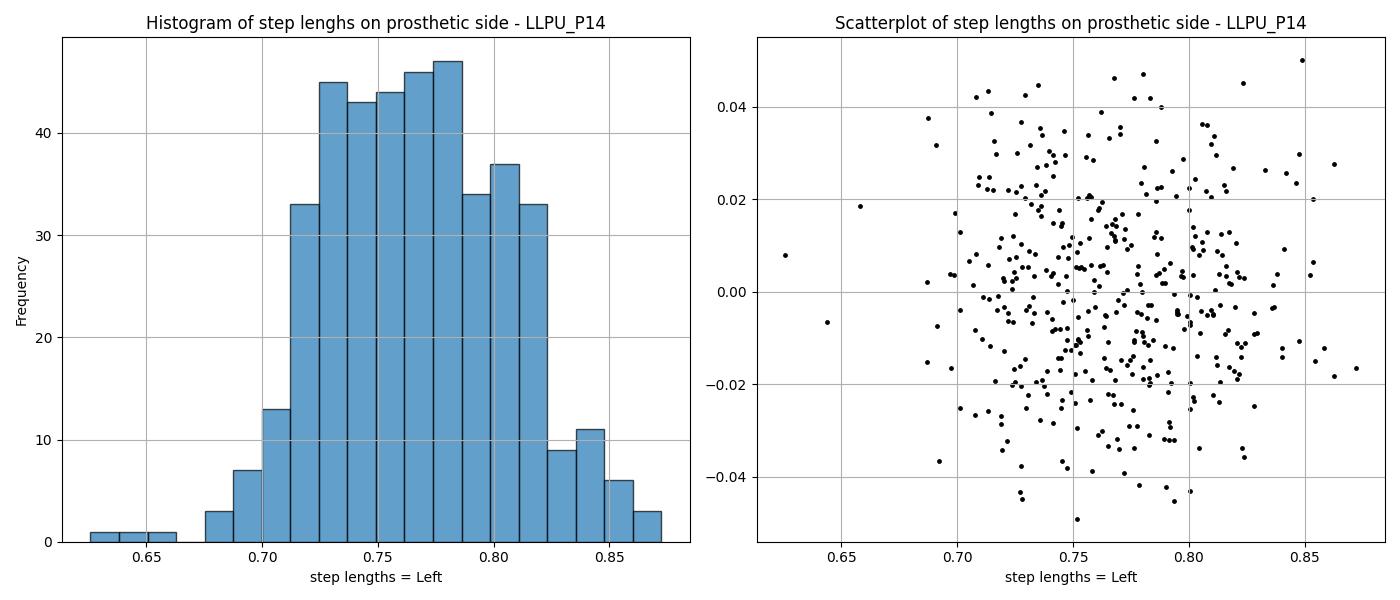 Histogram of step lenghs on prosthetic side - LLPU_P14
Frequency
40
30
20
10
0
0.65 0.70 0.75 0.80 0.85
step lengths = Left
Scatterplot of step lengths on prosthetic side - LLPU_P14
0.04
0.02
0.00
−0.02
−0.04
0.65 0.70 0.75 0.80 0.85
step lengths = Left